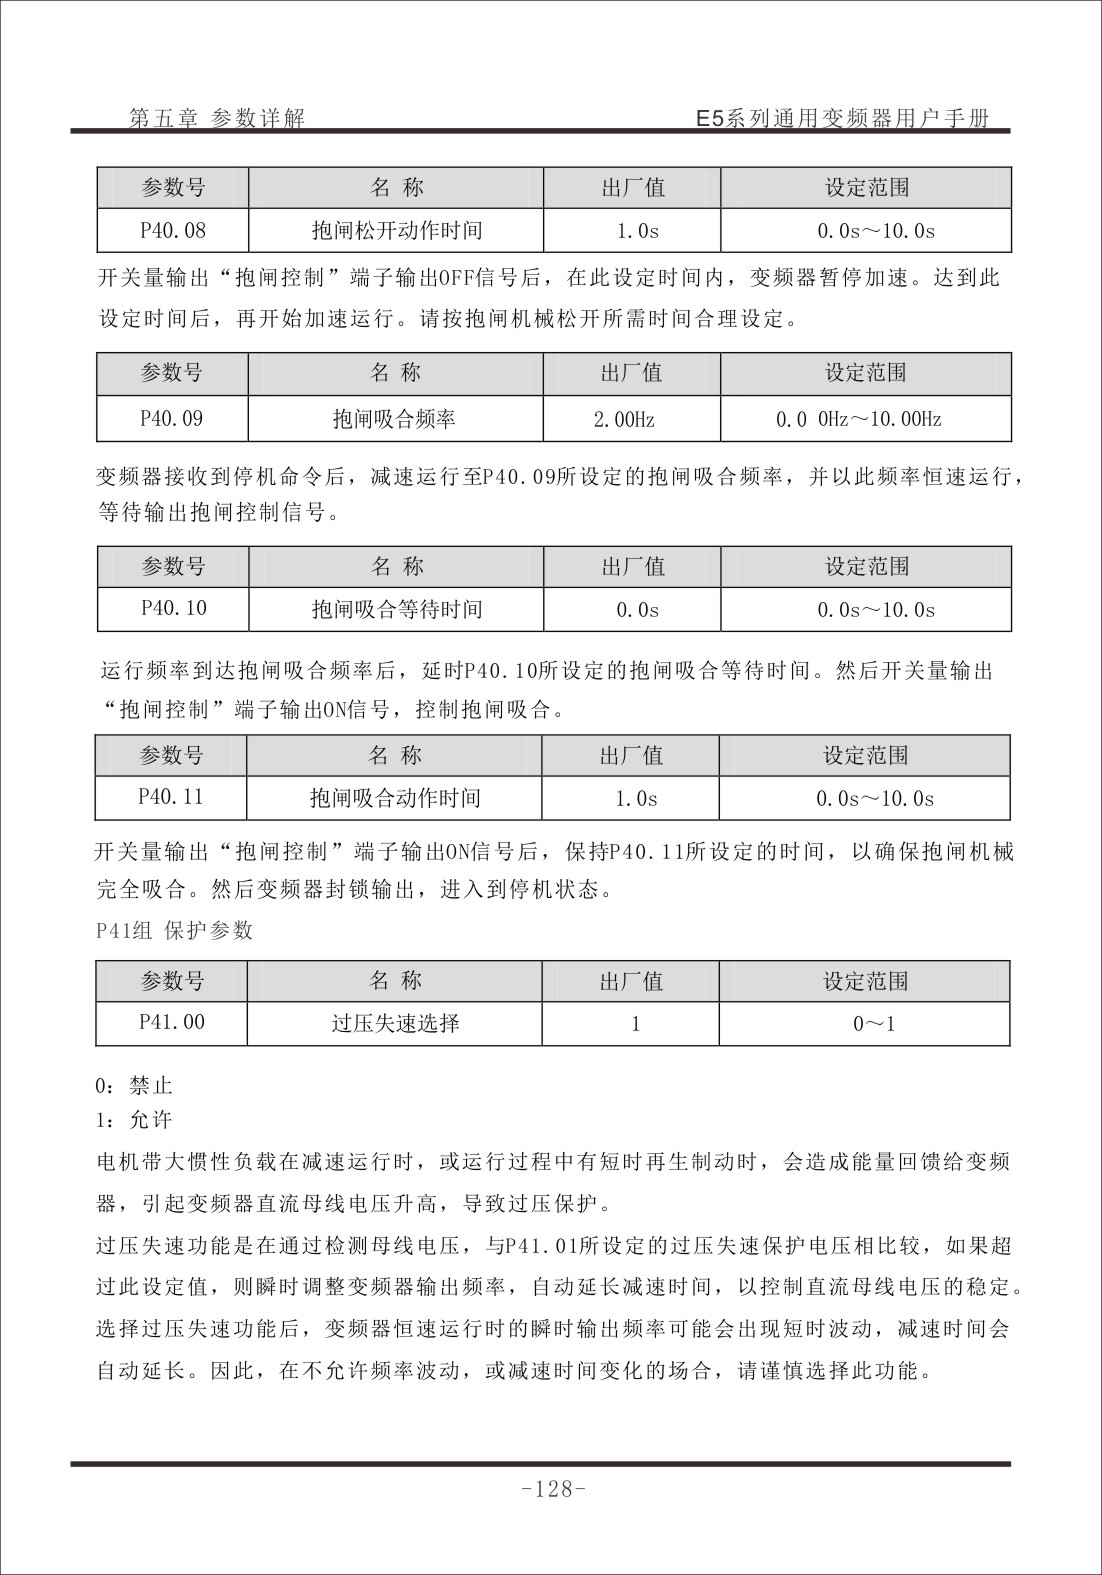 第五章 参数详解 E5系列通用变频器用户手册
参数号 名 称 出厂值 设定范围
P40.08 抱闸松开动作时间 1.0s 0.0s～10.0s
开关量输出“抱闸控制”端子输出OFF信号后，在此设定时间内，变频器暂停加速。达到此
设定时间后，再开始加速运行。请按抱闸机械松开所需时间合理设定。
参数号 名 称 出厂值 设定范围
P40.09 抱闸吸合频率 2.00Hz 0.0 0Hz～10.00Hz
变频器接收到停机命令后，减速运行至P40.09所设定的抱闸吸合频率，并以此频率恒速运行，
等待输出抱闸控制信号。
参数号 名 称 出厂值 设定范围
P40.10 抱闸吸合等待时间 0.0s 0.0s～10.0s
运行频率到达抱闸吸合频率后，延时P40.10所设定的抱闸吸合等待时间。然后开关量输出
“抱闸控制”端子输出ON信号，控制抱闸吸合。
参数号 名 称 出厂值 设定范围
P40.11 抱闸吸合动作时间 1.0s 0.0s～10.0s
开关量输出“抱闸控制”端子输出ON信号后，保持P40.11所设定的时间，以确保抱闸机械
完全吸合。然后变频器封锁输出，进入到停机状态。
P41组 保护参数
参数号 名 称 出厂值 设定范围
P41.00 过压失速选择 1 0～1
0：禁止
1：允许
电机带大惯性负载在减速运行时，或运行过程中有短时再生制动时，会造成能量回馈给变频
器，引起变频器直流母线电压升高，导致过压保护。
过压失速功能是在通过检测母线电压，与P41.01所设定的过压失速保护电压相比较，如果超
过此设定值，则瞬时调整变频器输出频率，自动延长减速时间，以控制直流母线电压的稳定。
选择过压失速功能后，变频器恒速运行时的瞬时输出频率可能会出现短时波动，减速时间会
自动延长。因此，在不允许频率波动，或减速时间变化的场合，请谨慎选择此功能。
-128-